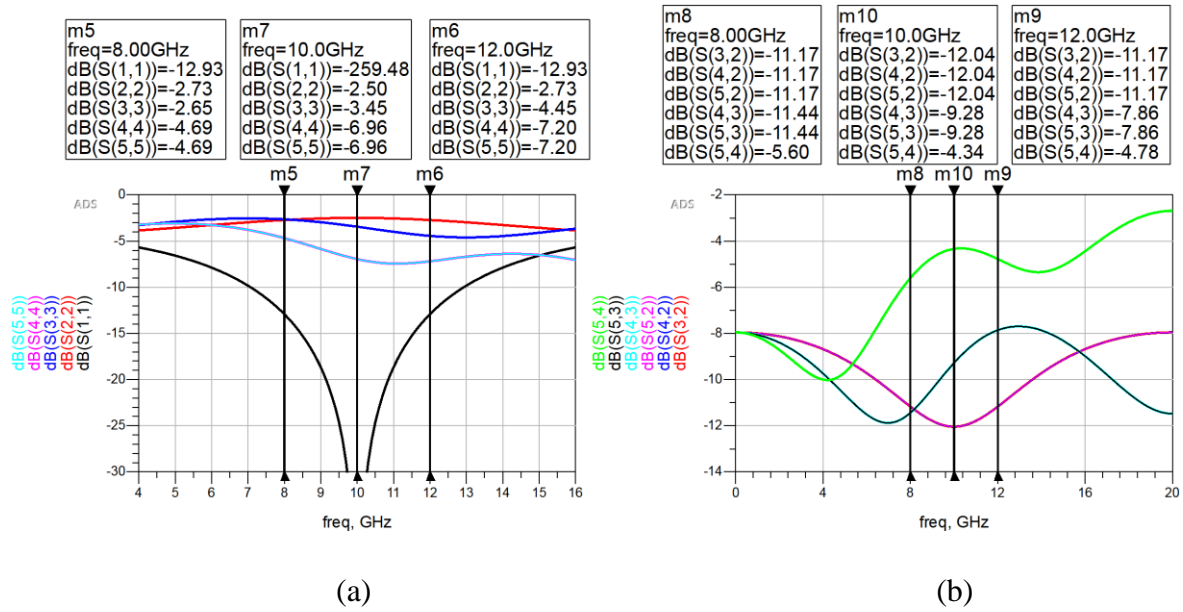 m5
freq=8.00GHz
dB(S(1,1))=-12.93
dB(S(2,2))=-2.73
dB(S(3,3))=-2.65
dB(S(4,4))=-4.69
dB(S(5,5))=-4.69
m7
freq=10.0GHz
dB(S(1,1))=-259.48
dB(S(2,2))=-2.50
dB(S(3,3))=-3.45
dB(S(4,4))=-6.96
dB(S(5,5))=-6.96
m6
freq=12.0GHz
dB(S(1,1))=-12.93
dB(S(2,2))=-2.73
dB(S(3,3))=-4.45
dB(S(4,4))=-7.20
dB(S(5,5))=-7.20
m5 m7 m6
ADS
0
-5
-10
-15
-20
-25
-30
dB(S(5,5))
dB(S(4,4))
dB(S(3,3))
dB(S(2,2))
dB(S(1,1))
4 5 6 7 8 9 10 11 12 13 14 15 16
freq, GHz
(a)
m8
freq=8.00GHz
dB(S(3,2))=-11.17
dB(S(4,2))=-11.17
dB(S(5,2))=-11.17
dB(S(4,3))=-11.44
dB(S(5,3))=-11.44
dB(S(5,4))=-5.60
m10
freq=10.0GHz
dB(S(3,2))=-12.04
dB(S(4,2))=-12.04
dB(S(5,2))=-12.04
dB(S(4,3))=-9.28
dB(S(5,3))=-9.28
dB(S(5,4))=-4.34
m9
freq=12.0GHz
dB(S(3,2))=-11.17
dB(S(4,2))=-11.17
dB(S(5,2))=-11.17
dB(S(4,3))=-7.86
dB(S(5,3))=-7.86
dB(S(5,4))=-4.78
m8 m10 m9
ADS
-2
-4
-6
-8
-10
-12
-14
dB(S(5,4))
dB(S(5,3))
dB(S(4,3))
dB(S(5,2))
dB(S(4,2))
dB(S(3,2))
0 4 8 12 16 20
freq, GHz
(b)